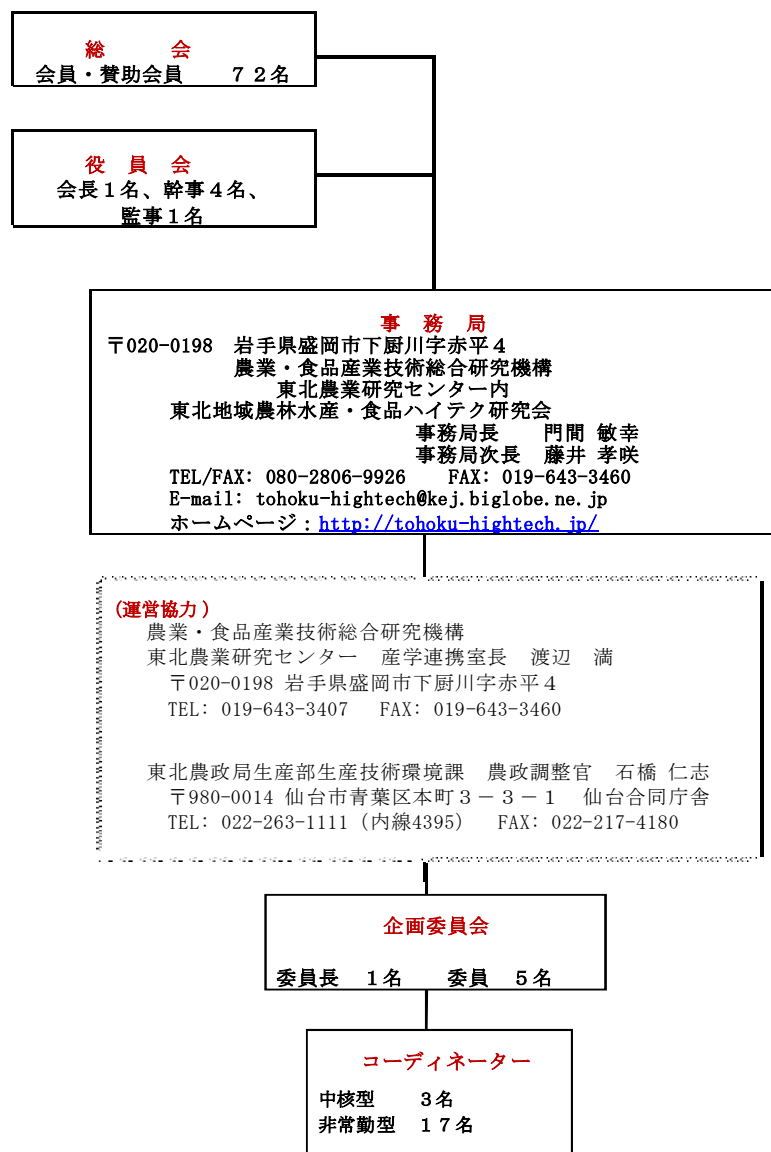 総　　　会
会員・賛助会員　　７２名
役　員　会
会長１名、幹事４名、
監事１名
事　務　局
〒020-0198　岩手県盛岡市下厨川字赤平４
農業・食品産業技術総合研究機構
東北農業研究センター内
東北地域農林水産・食品ハイテク研究会
事務局長　　門間 敏幸
事務局次長　藤井 孝咲
TEL/FAX: 080-2806-9926　　FAX: 019-643-3460
E-mail: tohoku-hightech@kej.biglobe.ne.jp
ホームページ：http://tohoku-hightech.jp/
(運営協力)
農業・食品産業技術総合研究機構
東北農業研究センター　産学連携室長　渡辺　満
〒020-0198 岩手県盛岡市下厨川字赤平４
TEL: 019-643-3407　FAX: 019-643-3460
東北農政局生産部生産技術環境課　農政調整官　石橋 仁志
〒980-0014 仙台市青葉区本町３－３－１　仙台合同庁舎
TEL: 022-263-1111 (内線4395)　FAX: 022-217-4180
企画委員会
委員長　１名　　委員　５名
コーディネーター
中核型　　３名
非常勤型　１７名